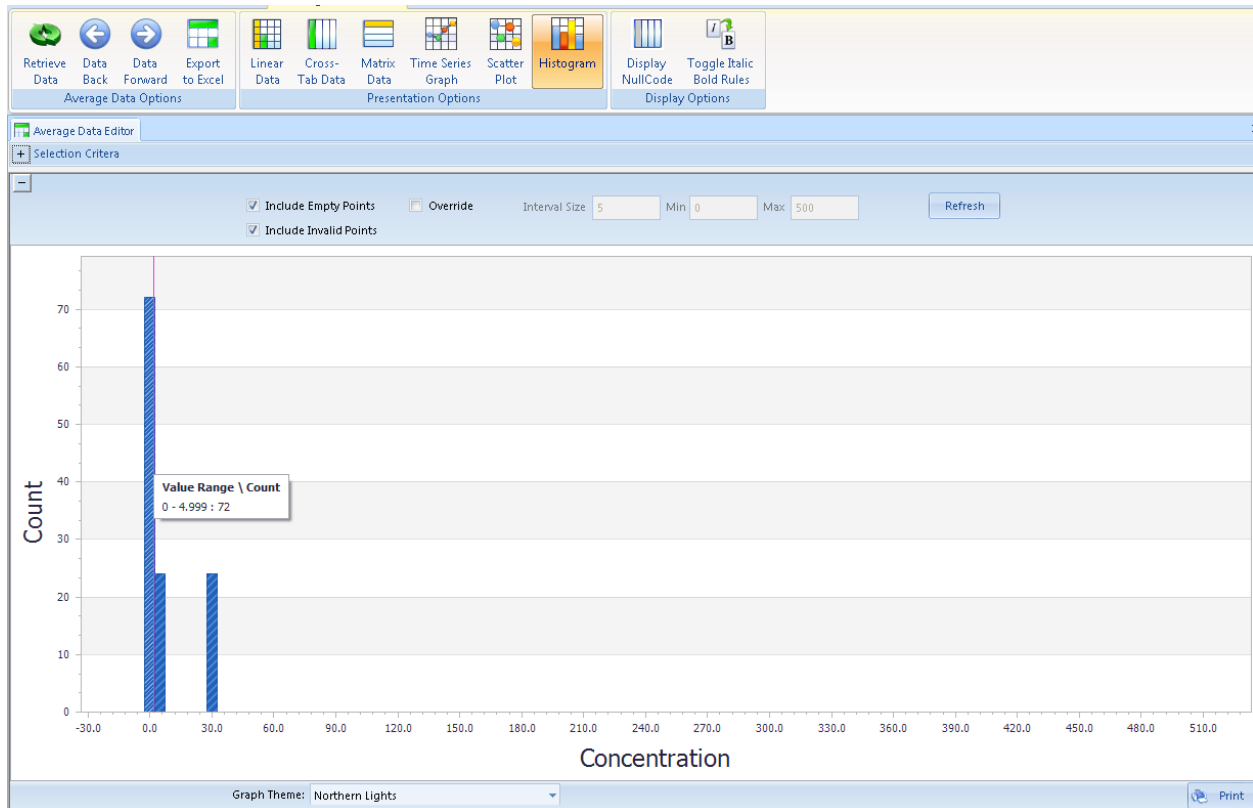 Retrieve Data
Data Back
Data Forward
Export to Excel
Linear Data
Cross-Tab Data
Matrix Data
Time Series Graph
Scatter Plot
Histogram
Display NullCode
I
B
Toggle Italic Bold Rules
Average Data Options
Presentation Options
Display Options
Average Data Editor
+ Selection Critera
Include Empty Points
Override
Interval Size 5
Min 0
Max 500
Refresh
Include Invalid Points
Count
70
60
50
40
30
20
10
0
Value Range \ Count
0 - 4.999 : 72
-30.0 0.0 30.0 60.0 90.0 120.0 150.0 180.0 210.0 240.0 270.0 300.0 330.0 360.0 390.0 420.0 450.0 480.0 510.0
Concentration
Graph Theme: Northern Lights
Print